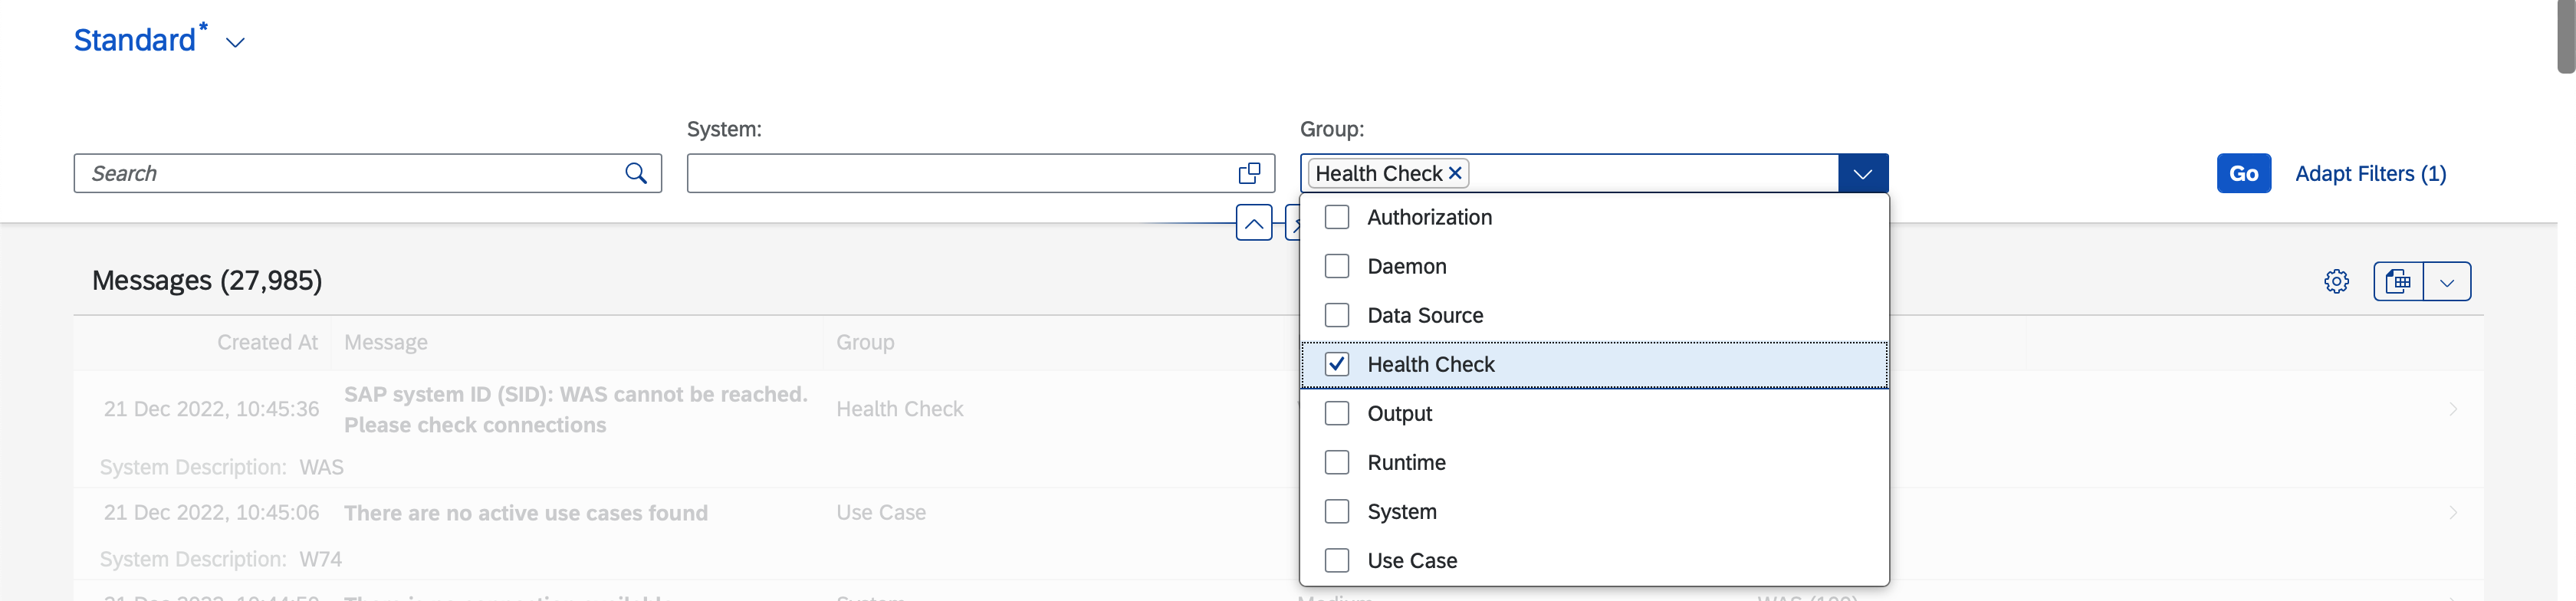 Standard*
System:
Group:
Search
Health Check
Go
Adapt Filters (1)
Authorization
Daemon
Data Source
Health Check
Output
Runtime
System
Use Case
Messages (27,985)
Created At
Message
Group
21 Dec 2022, 10:45:36
SAP system ID (SID): WAS cannot be reached.
Please check connections
Health Check
System Description: WAS
21 Dec 2022, 10:45:06
There are no active use cases found
Use Case
System Description: W74